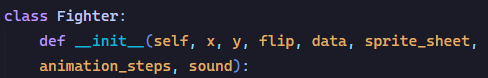 class Fighter:
    def __init__(self, x, y, flip, data, sprite_sheet,
    animation_steps, sound):